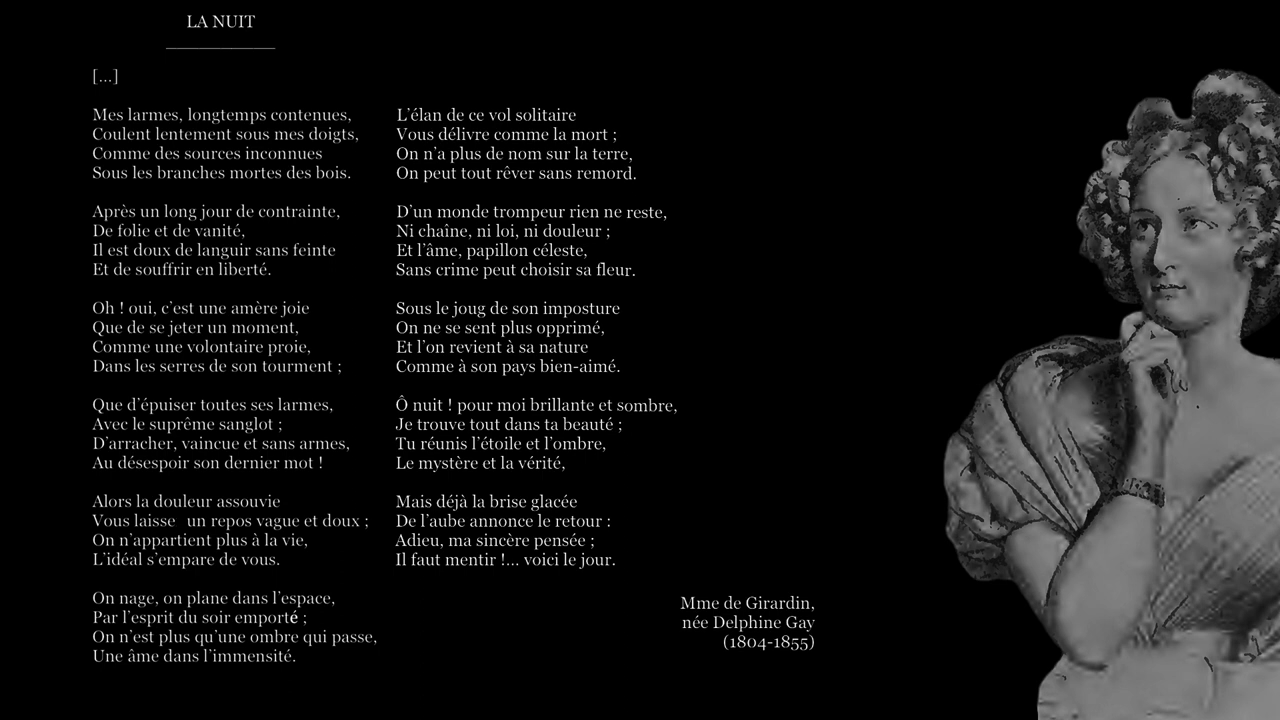 LA NUIT
[...]
Mes larmes, longtemps contenues,
Coulent lentement sous mes doigts,
Comme des sources inconnues
Sous les branches mortes des bois.
Après un long jour de contrainte,
De folie et de vanité,
Il est doux de languir sans feinte
Et de souffrir en liberté.
Oh ! oui, c'est une amère joie
Que de se jeter un moment,
Comme une volontaire proie,
Dans les serres de son tourment ;
Que d'épuiser toutes ses larmes,
Avec le suprême sanglot ;
D'arracher, vaincue et sans armes,
Au désespoir son dernier mot !
Alors la douleur assouvie
Vous laisse un repos vague et doux ;
On n'appartient plus à la vie,
L'idéal s'empare de vous.
On nage, on plane dans l'espace,
Par l'esprit du soir emporté ;
On n'est plus qu'une ombre qui passe,
Une âme dans l'immensité.
L'élan de ce vol solitaire
Vous délivre comme la mort ;
On n'a plus de nom sur la terre,
On peut tout rêver sans remord.
D'un monde trompeur rien ne reste,
Ni chaîne, ni loi, ni douleur ;
Et l'âme, papillon céleste,
Sans crime peut choisir sa fleur.
Sous le joug de son imposture
On ne se sent plus opprimé,
Et l'on revient à sa nature
Comme à son pays bien-aimé.
Ô nuit ! pour moi brillante et sombre,
Je trouve tout dans ta beauté ;
Tu réunis l'étoile et l'ombre,
Le mystère et la vérité,
Mais déjà la brise glacée
De l'aube annonce le retour :
Adieu, ma sincère pensée ;
Il faut mentir !... voici le jour.
Mme de Girardin,
née Delphine Gay
(1804-1855)